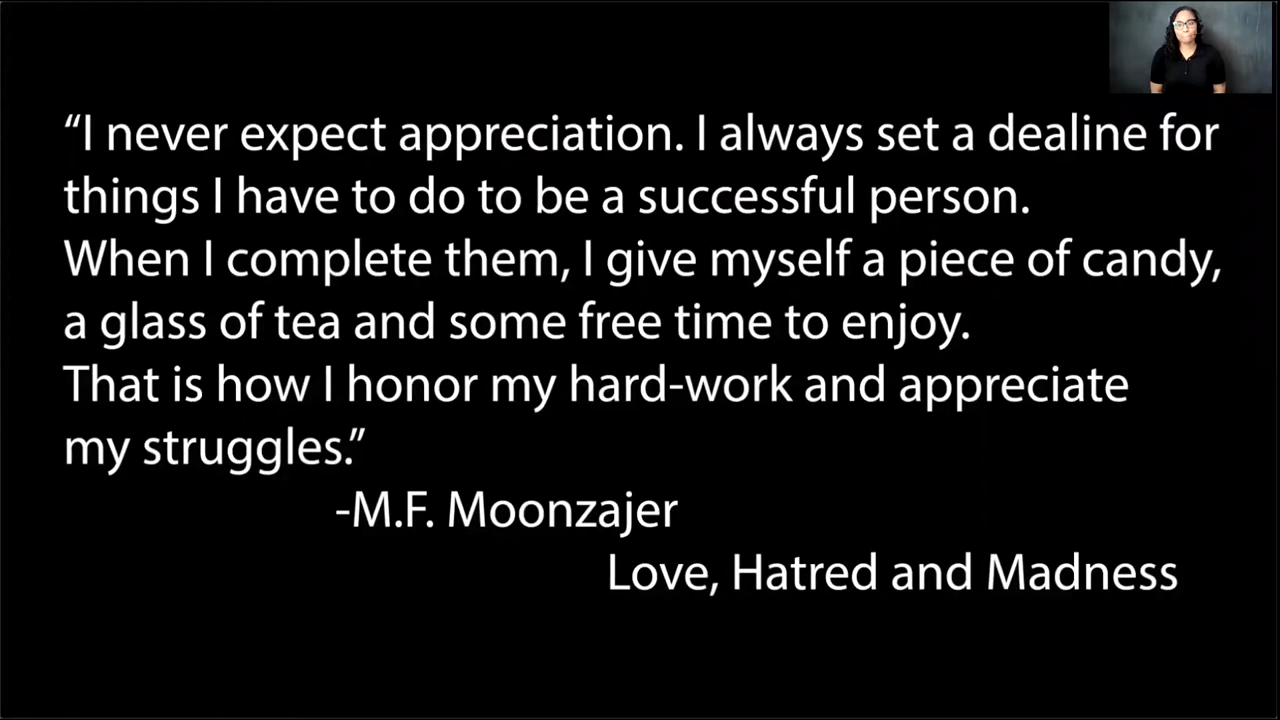 “I never expect appreciation. I always set a dealine for
things I have to do to be a successful person.
When I complete them, I give myself a piece of candy,
a glass of tea and some free time to enjoy.
That is how I honor my hard-work and appreciate
my struggles.”
-M.F. Moonzajer
Love, Hatred and Madness